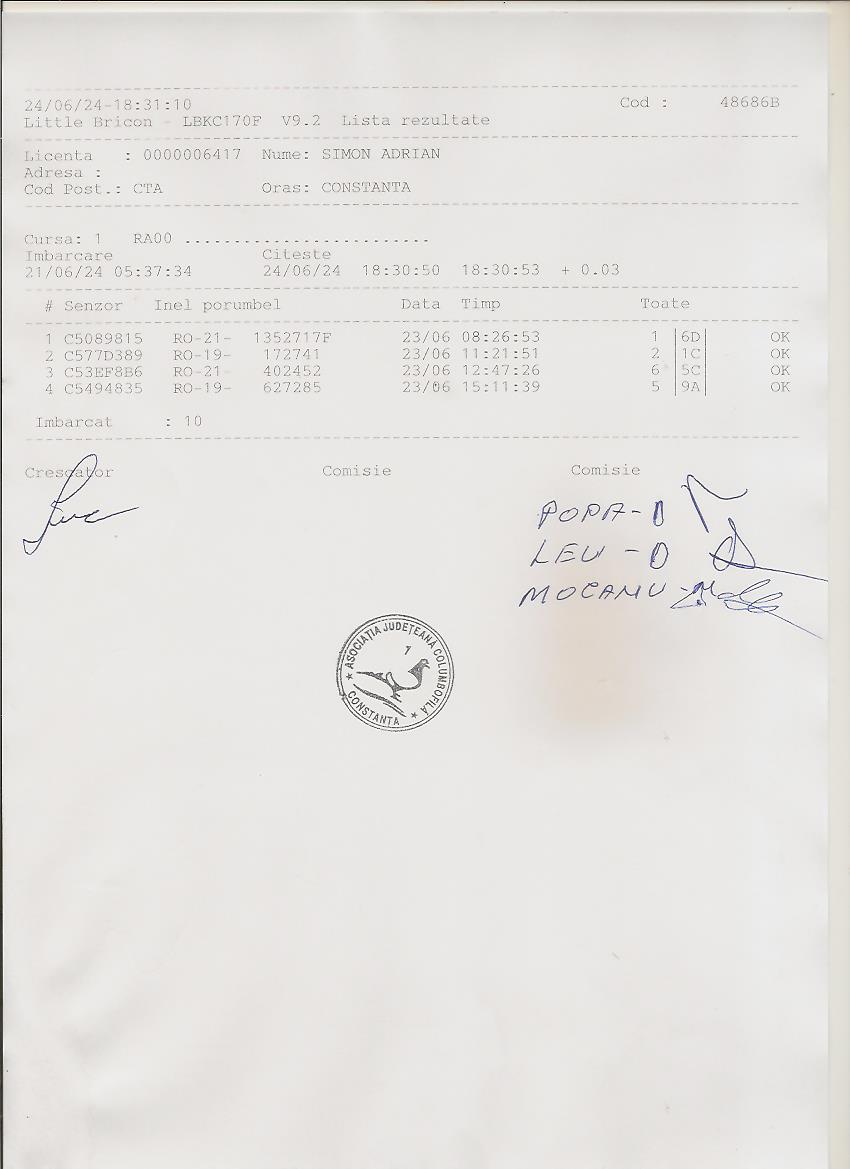 24/06/24-18:31:10 Cod : 48686B
Little Bricon - LBKC170F V9.2 Lista rezultate
Licenta : 0000006417 Nume: SIMON ADRIAN
Adresa :
Cod Post.: CTA Oras: CONSTANTA
Cursa: 1 RA00 .........................
Imbarcare Citeste
21/06/24 05:37:34 24/06/24 18:30:50 18:30:53 + 0.03
# Senzor Inel porumbel Data Timp Toate
1 C5089815 RO-21- 1352717F 23/06 08:26:53 1 |6D| OK
2 C577D389 RO-19- 172741 23/06 11:21:51 2 |1C| OK
3 C53EF8B6 RO-21- 402452 23/06 12:47:26 6 |5C| OK
4 C5494835 RO-19- 627285 23/06 15:11:39 5 |9A| OK
Imbarcat : 10
Crescator Comisie Comisie
POPA - D
LEU - D
MOCANU - M
ASOCIAȚIA JUDEȚEANĂ COLUMBOFILĂ
1
CONSTANTA